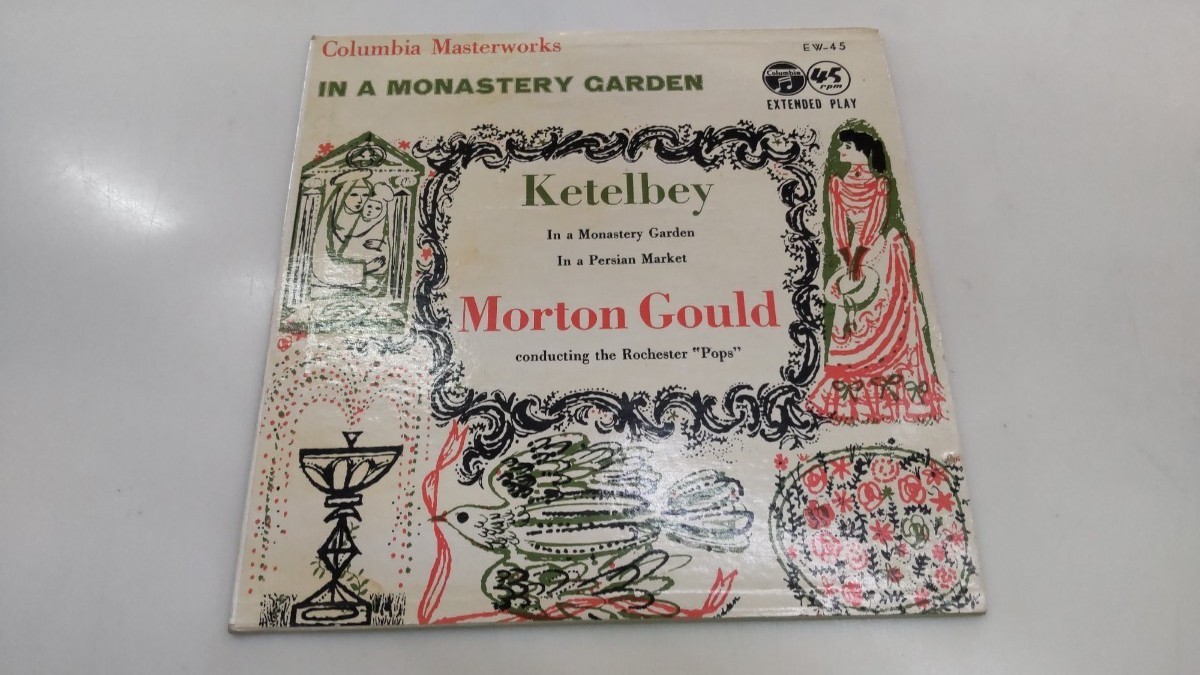 Columbia Masterworks
EW-45
IN A MONASTERY GARDEN
Columbia
45
rpm
EXTENDED PLAY
Ketelbey
In a Monastery Garden
In a Persian Market
Morton Gould
conducting the Rochester "Pops"